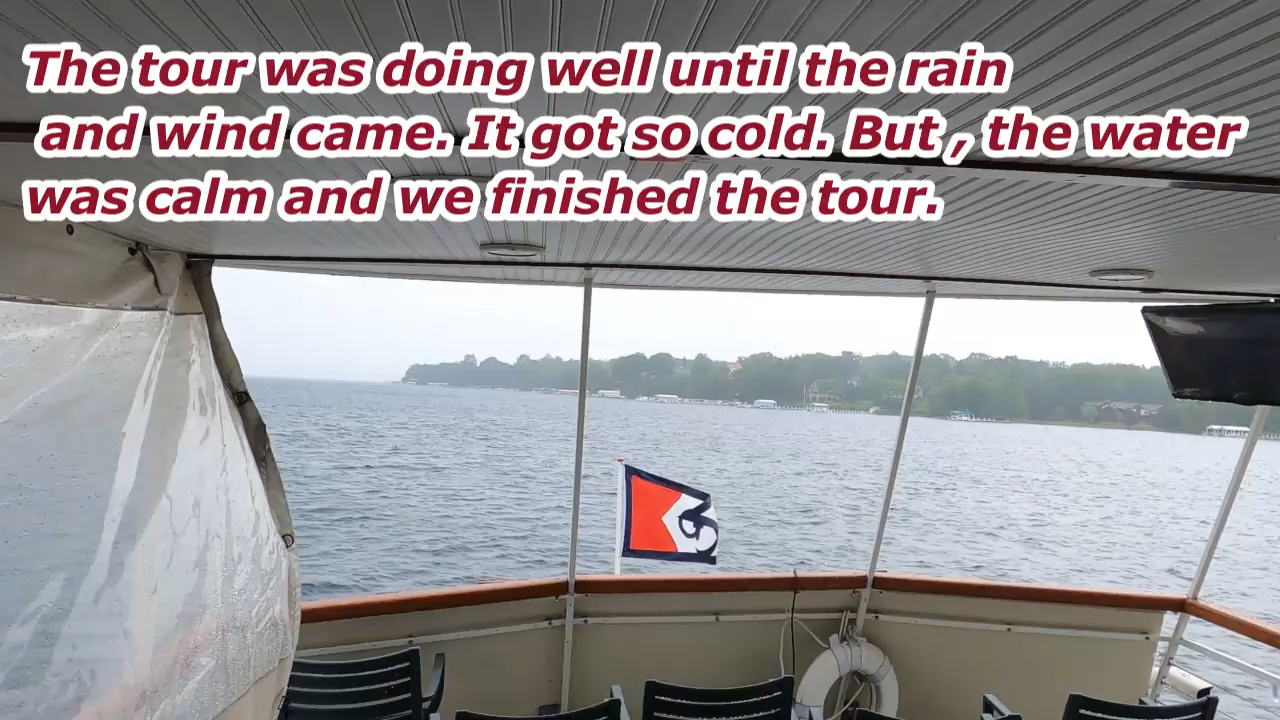 The tour was doing well until the rain
and wind came. It got so cold. But , the water
was calm and we finished the tour.